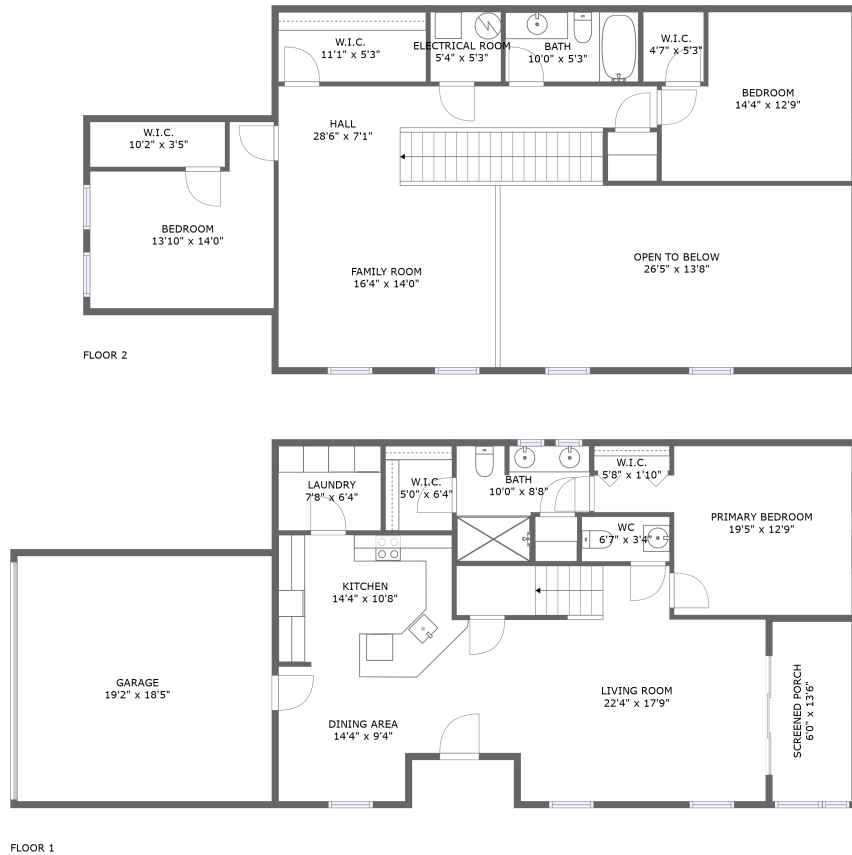 W.I.C.
11'1" x 5'3"
ELECTRICAL ROOM
5'4" x 5'3"
BATH
10'0" x 5'3"
W.I.C.
4'7" x 5'3"
BEDROOM
14'4" x 12'9"
HALL
28'6" x 7'1"
W.I.C.
10'2" x 3'5"
BEDROOM
13'10" x 14'0"
FAMILY ROOM
16'4" x 14'0"
OPEN TO BELOW
26'5" x 13'8"
FLOOR 2
LAUNDRY
7'8" x 6'4"
W.I.C.
5'0" x 6'4"
BATH
10'0" x 8'8"
W.I.C.
5'8" x 1'10"
WC
6'7" x 3'4"
PRIMARY BEDROOM
19'5" x 12'9"
KITCHEN
14'4" x 10'8"
GARAGE
19'2" x 18'5"
DINING AREA
14'4" x 9'4"
LIVING ROOM
22'4" x 17'9"
SCREENED PORCH
6'0" x 13'6"
FLOOR 1